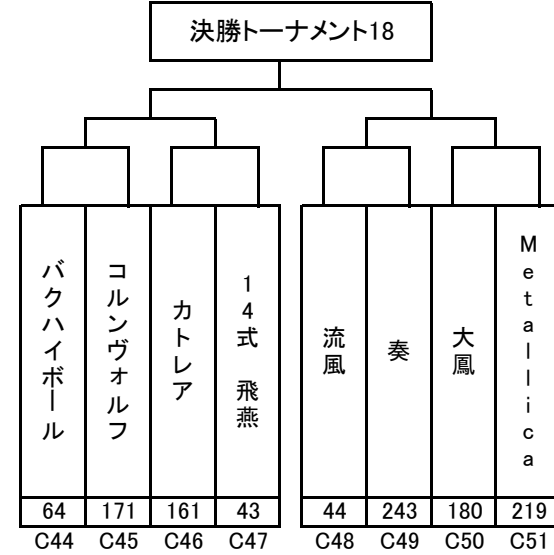 決勝トーナメント18
バクハイボール
コルンヴォルフ
カトレア
14式 飛燕
流風
奏
大鳳
Metallica
64 171 161 43 44 243 180 219
C44 C45 C46 C47 C48 C49 C50 C51